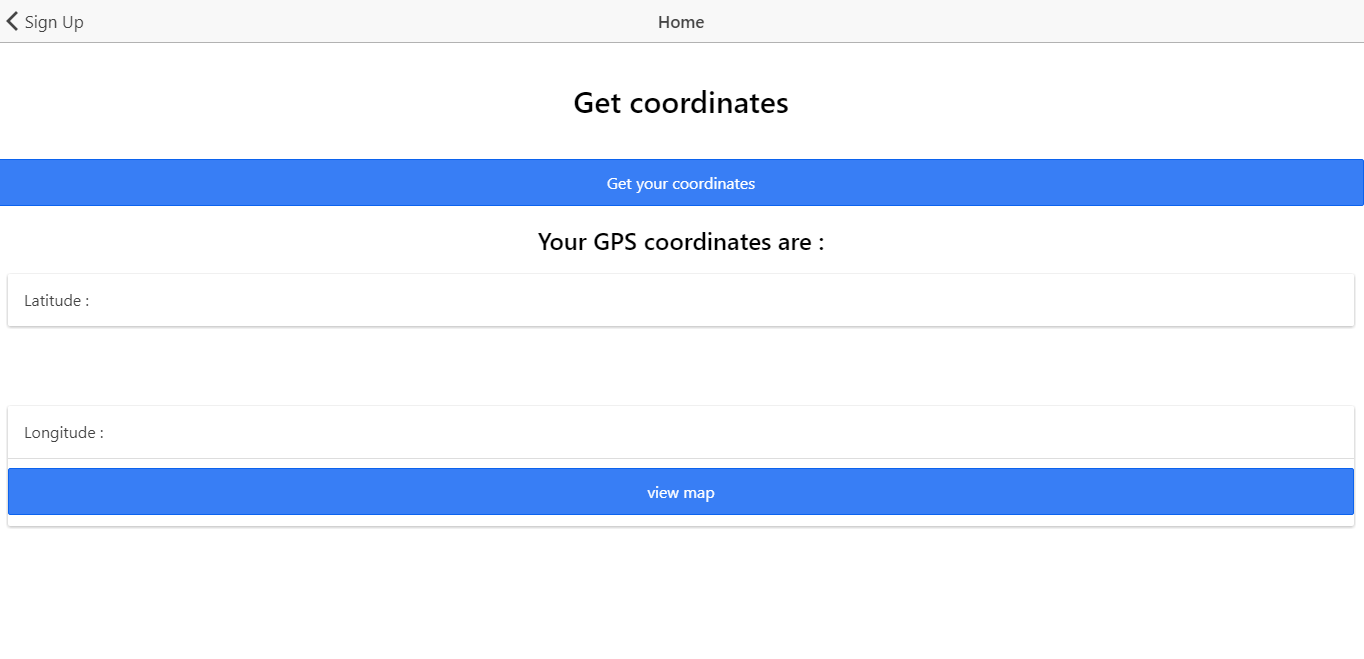 Sign Up
Home
Get coordinates
Get your coordinates
Your GPS coordinates are :
Latitude :
Longitude :
view map